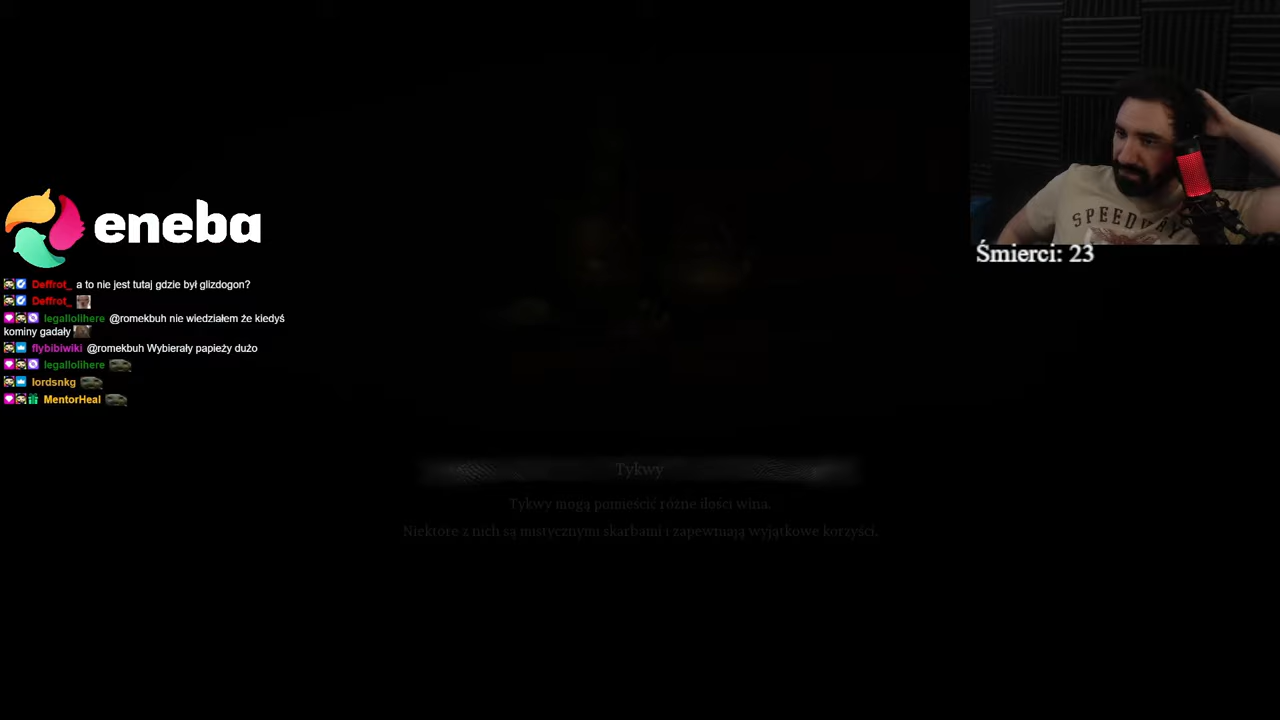 eneba
Deffrot_ a to nie jest tutaj gdzie był glizdogon?
Deffrot_
legallolihere @romekbuh nie wiedziałem że kiedyś
kominy gadały
flybibiwiki @romekbuh Wybierały papieży dużo
legallolihere
lordsnkg
MentorHeal
SPEEDWAY
Śmierci: 23
Tykwy
Tykwy mogą pomieścić różne ilości wina.
Niektóre z nich są mistycznymi skarbami i zapewniają wyjątkowe korzyści.